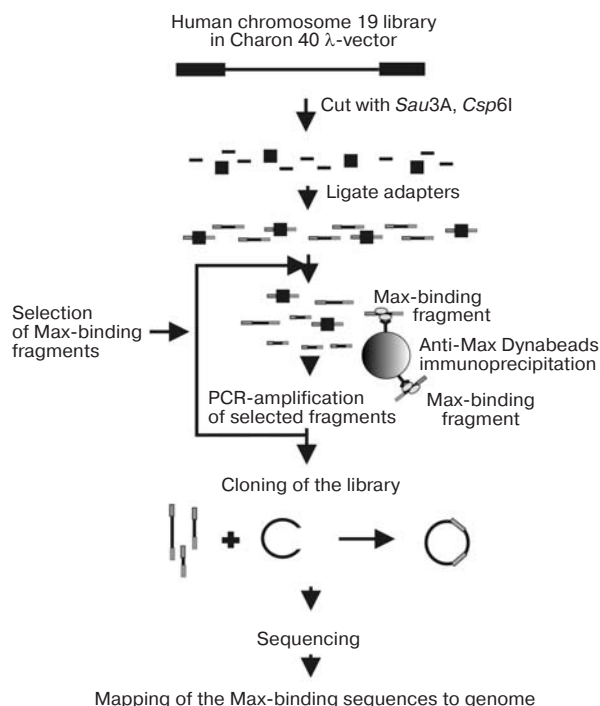 Human chromosome 19 library
in Charon 40 λ-vector
Cut with Sau3A, Csp6I
Ligate adapters
Selection
of Max-binding
fragments
Max-binding
fragment
Anti-Max Dynabeads
immunoprecipitation
Max-binding
fragment
PCR-amplification
of selected fragments
Cloning of the library
Sequencing
Mapping of the Max-binding sequences to genome